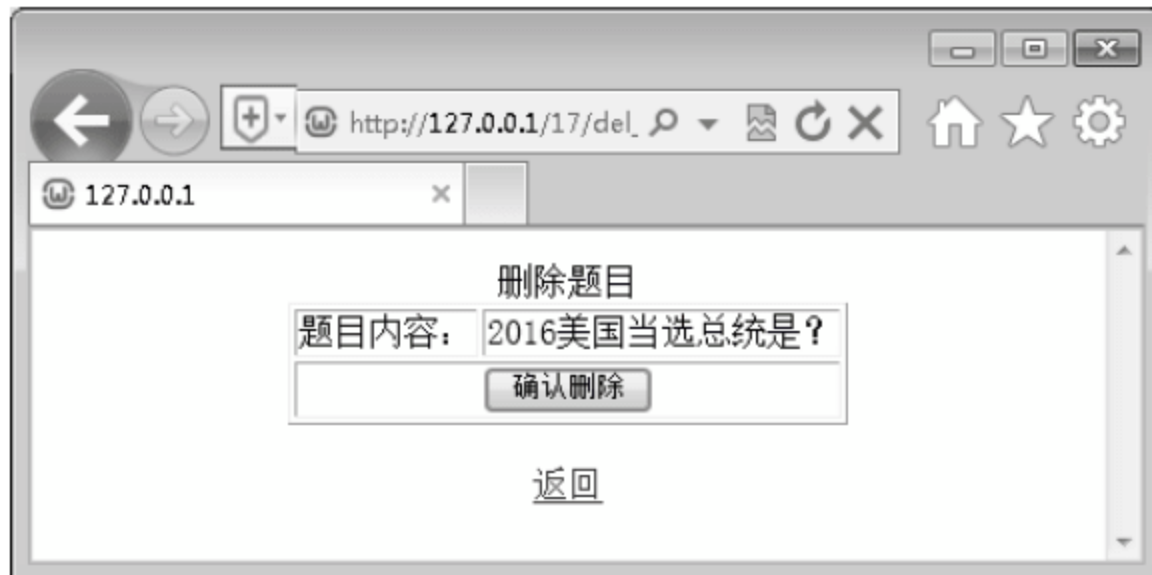 http://127.0.0.1/17/del_
127.0.0.1
删除题目
题目内容： 2016美国当选总统是？
确认删除
返回